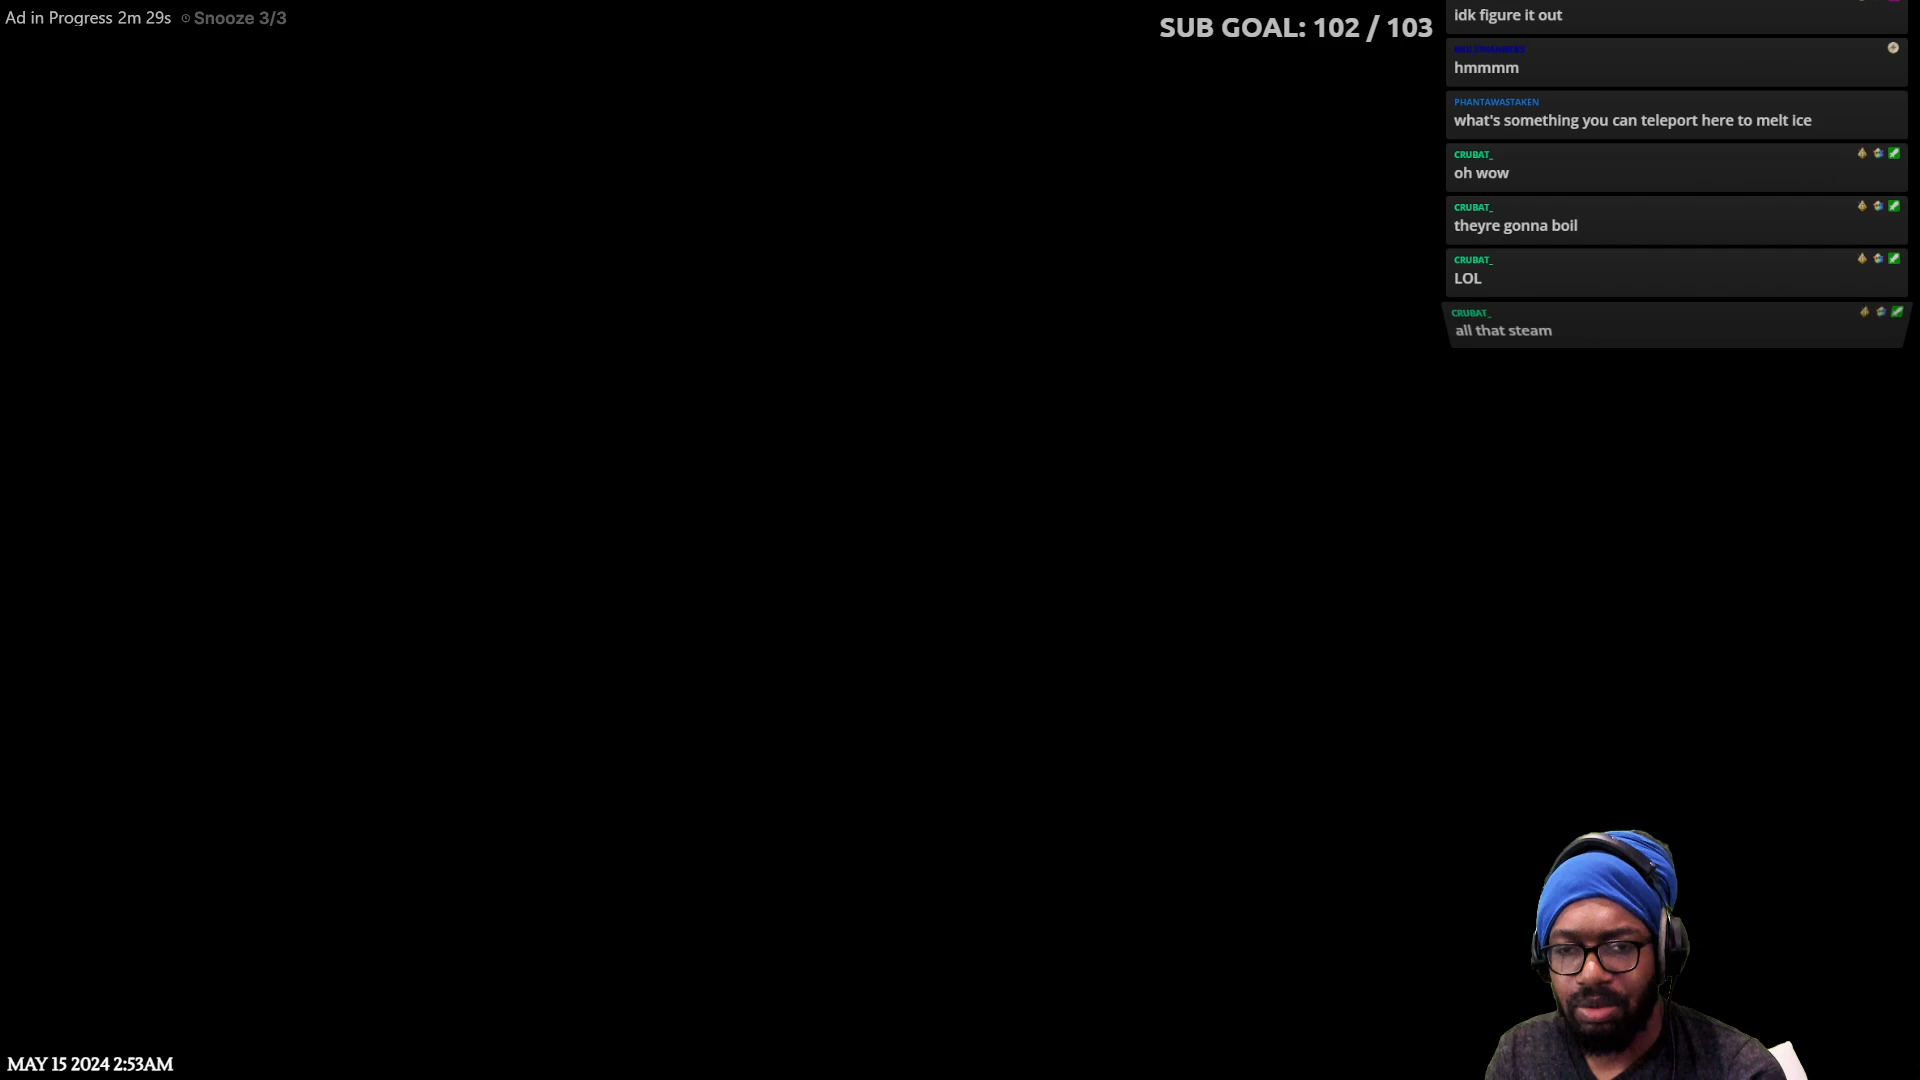 Ad in Progress 2m 29s Snooze 3/3
SUB GOAL: 102 / 103
idk figure it out
hmmmm
PHANTAWASTAKEN
what's something you can teleport here to melt ice
CRUBAT_
oh wow
CRUBAT_
theyre gonna boil
CRUBAT_
LOL
CRUBAT_
all that steam
MAY 15 2024 2:53AM